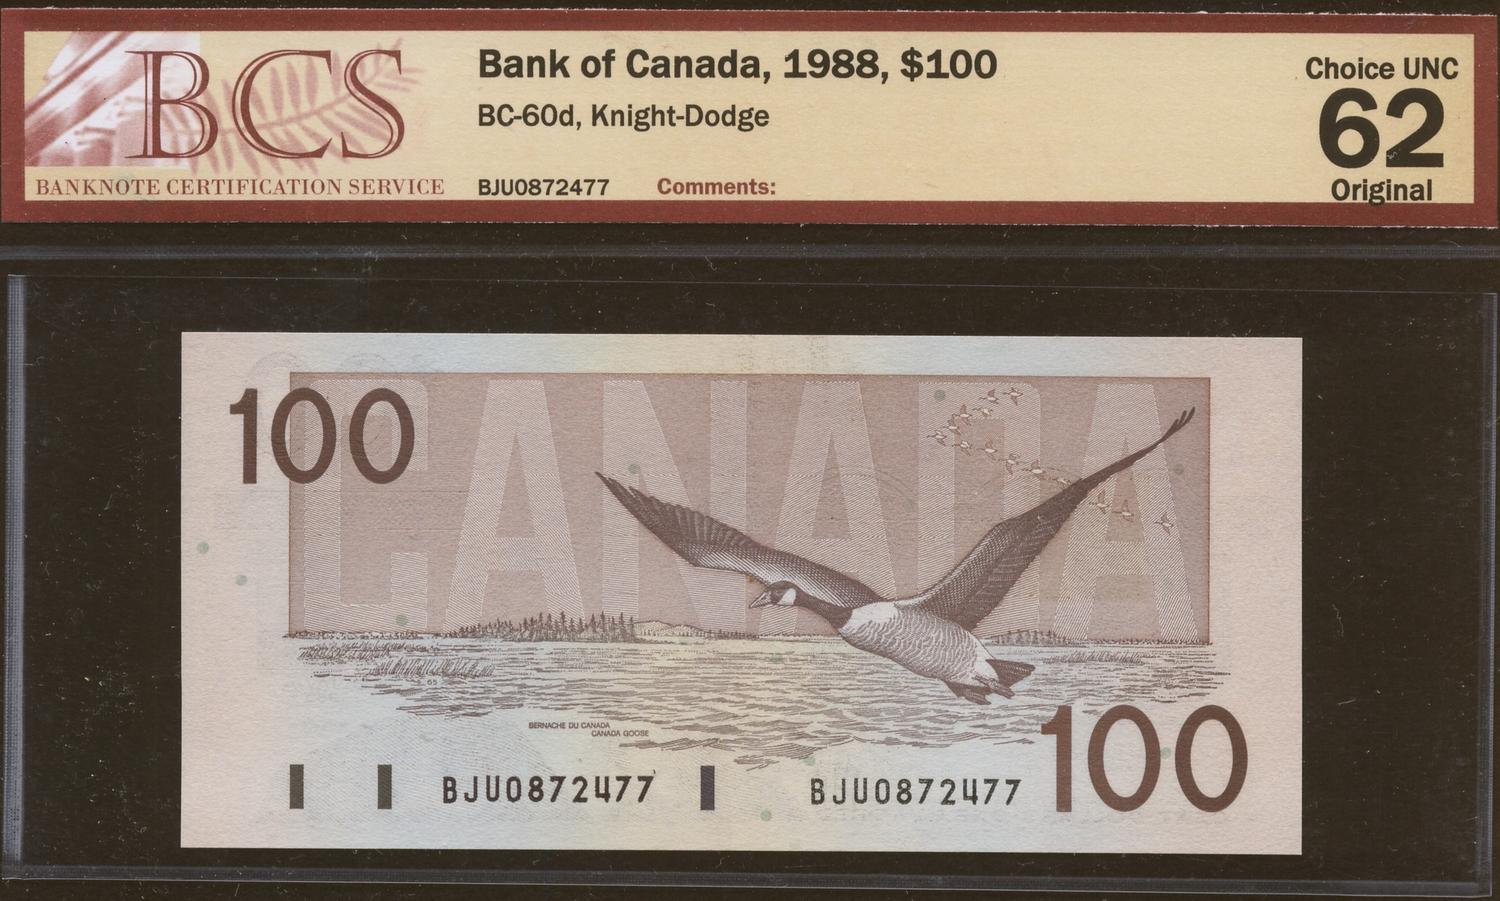 BCS
BANKNOTE CERTIFICATION SERVICE
Bank of Canada, 1988, $100
BC-60d, Knight-Dodge
BJU0872477 Comments:
Choice UNC
62
Original
100
CANADA
BERNACHE DU CANADA
CANADA GOOSE
100
BJU0872477 BJU0872477